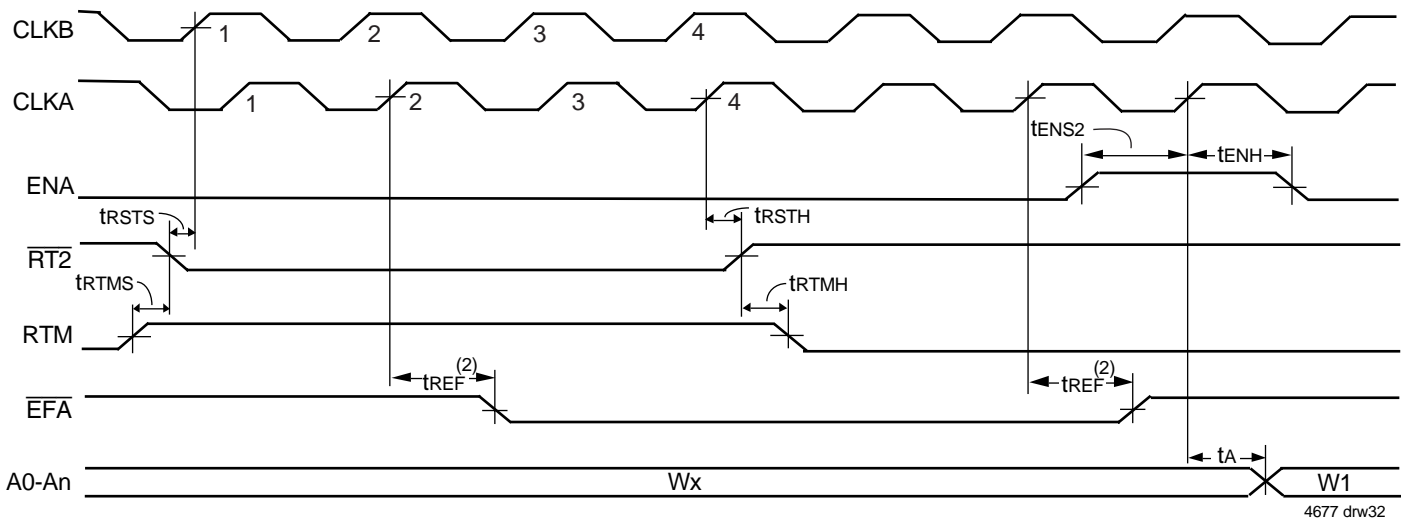 CLKB 1 2 3 4
CLKA 1 2 3 4
tENS2 tENH
ENA
tRSTS tRSTH
RT2
tRTMS tRTMH
RTM
tREF(2) tREF(2)
EFA
tA
A0-An Wx W1
4677 drw32